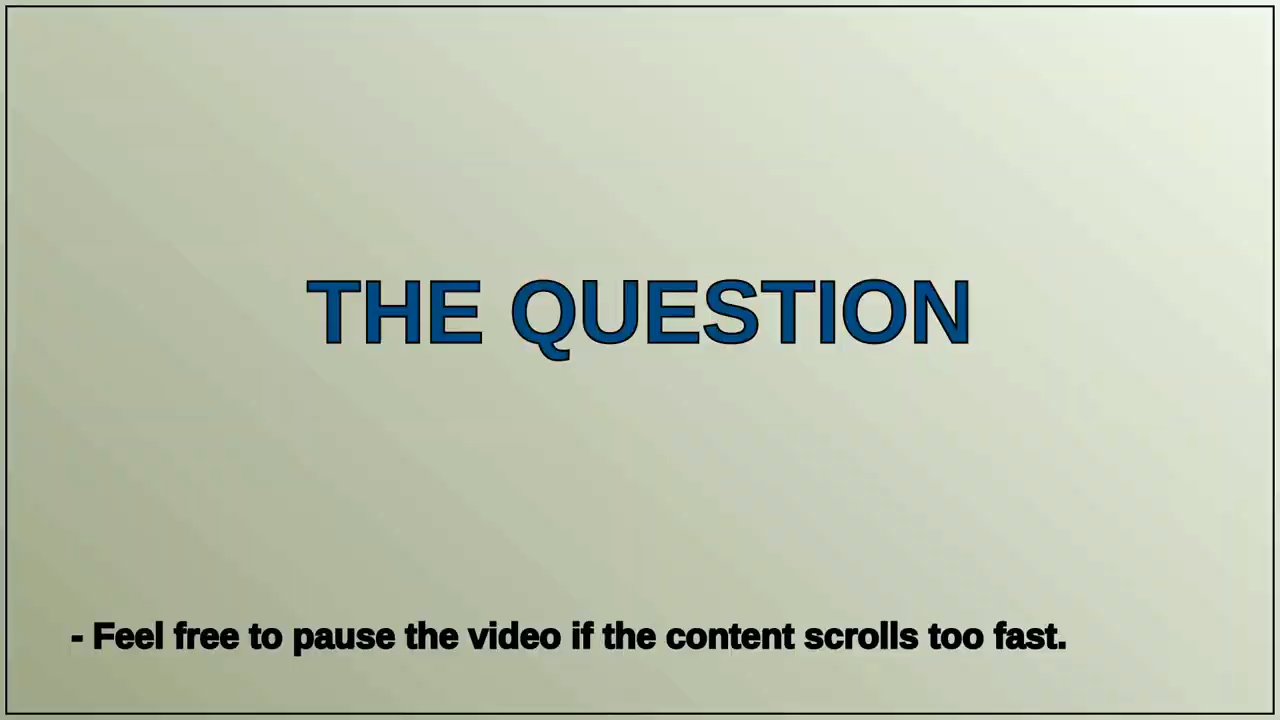 THE QUESTION
- Feel free to pause the video if the content scrolls too fast.